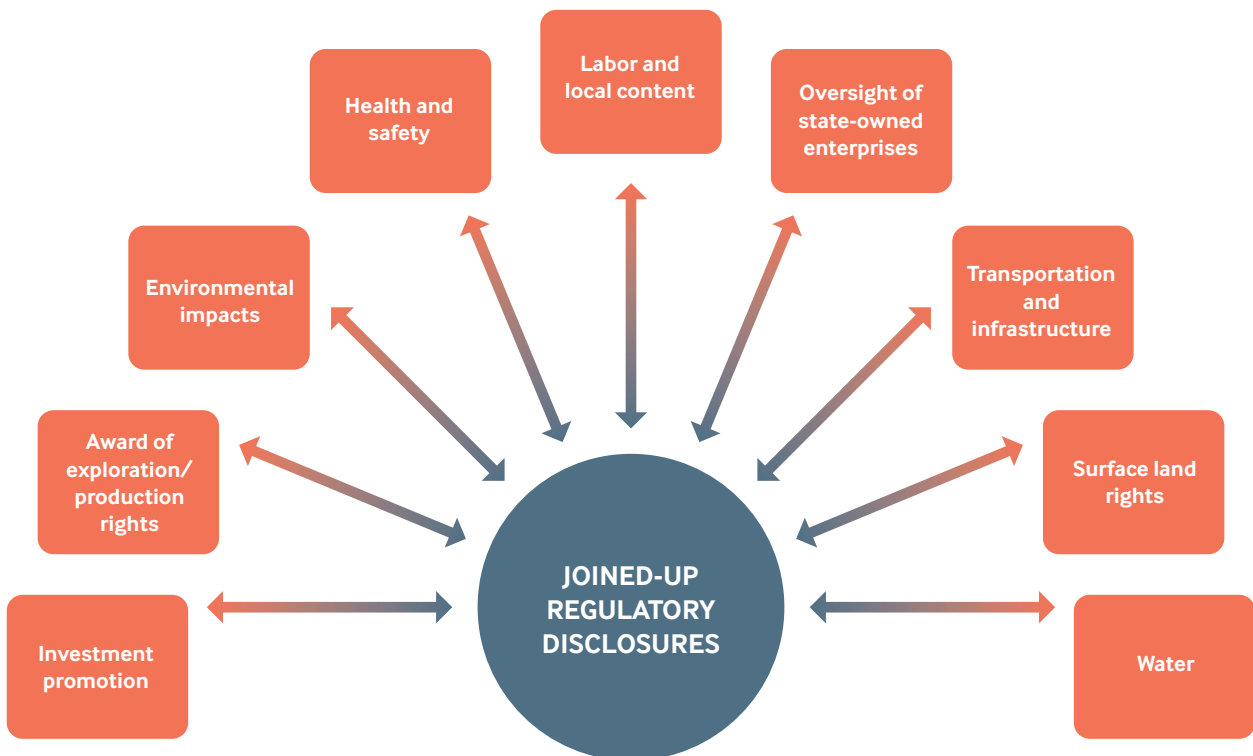 Labor and
local content
Health and
safety
Oversight of
state-owned
enterprises
Environmental
impacts
Transportation
and
infrastructure
Award of
exploration/
production
rights
Surface land
rights
JOINED-UP
REGULATORY
DISCLOSURES
Investment
promotion
Water